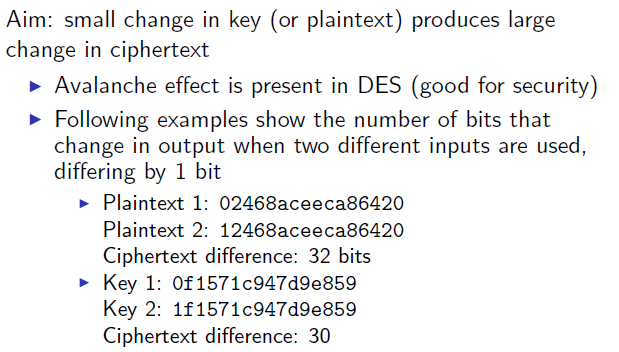 Aim: small change in key (or plaintext) produces large
change in ciphertext
▶ Avalanche effect is present in DES (good for security)
▶ Following examples show the number of bits that
change in output when two different inputs are used,
differing by 1 bit
▶ Plaintext 1: 02468aceeca86420
Plaintext 2: 12468aceeca86420
Ciphertext difference: 32 bits
▶ Key 1: 0f1571c947d9e859
Key 2: 1f1571c947d9e859
Ciphertext difference: 30